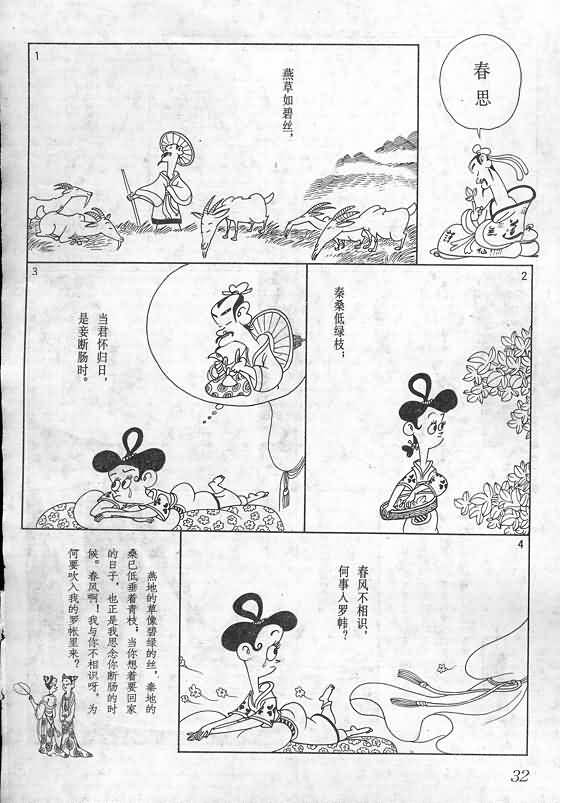 春思
1
燕草如碧丝，
2
秦桑低绿枝；
3
当君怀归日，
是妾断肠时。
4
春风不相识，
何事入罗帏？
燕地的草像碧绿的丝，秦地的
桑已低垂着青枝；当你想着要回家
的日子，也正是我思念你断肠的时
候。春风啊！我与你不相识呀。为
何要吹入我的罗帐里来？
32